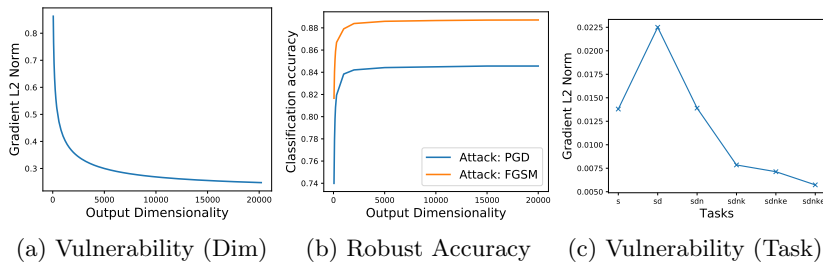 Gradient L2 Norm
0.8
0.7
0.6
0.5
0.4
0.3
0
5000
10000
15000
20000
Output Dimensionality
(a) Vulnerability (Dim)
Classification accuracy
0.88
0.86
0.84
0.82
0.80
0.78
0.76
0.74
Attack: PGD
Attack: FGSM
0
5000
10000
15000
20000
Output Dimensionality
(b) Robust Accuracy
Gradient L2 Norm
0.0225
0.0200
0.0175
0.0150
0.0125
0.0100
0.0075
0.0050
s
sd
sdn
sdnk
sdnke
Tasks
(c) Vulnerability (Task)